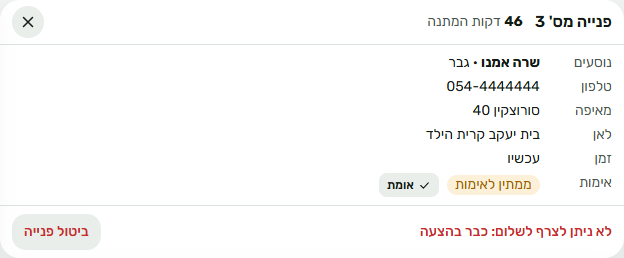 פנייה מס' 3 46 דקות המתנה
נוסעים שרה אמנו · גבר
טלפון 054-4444444
מאיפה סורוצקין 40
לאן בית יעקב קרית הילד
זמן עכשיו
אימות ממתין לאימות ✓ אומת
לא ניתן לצרף לשלום: כבר בהצעה ביטול פנייה